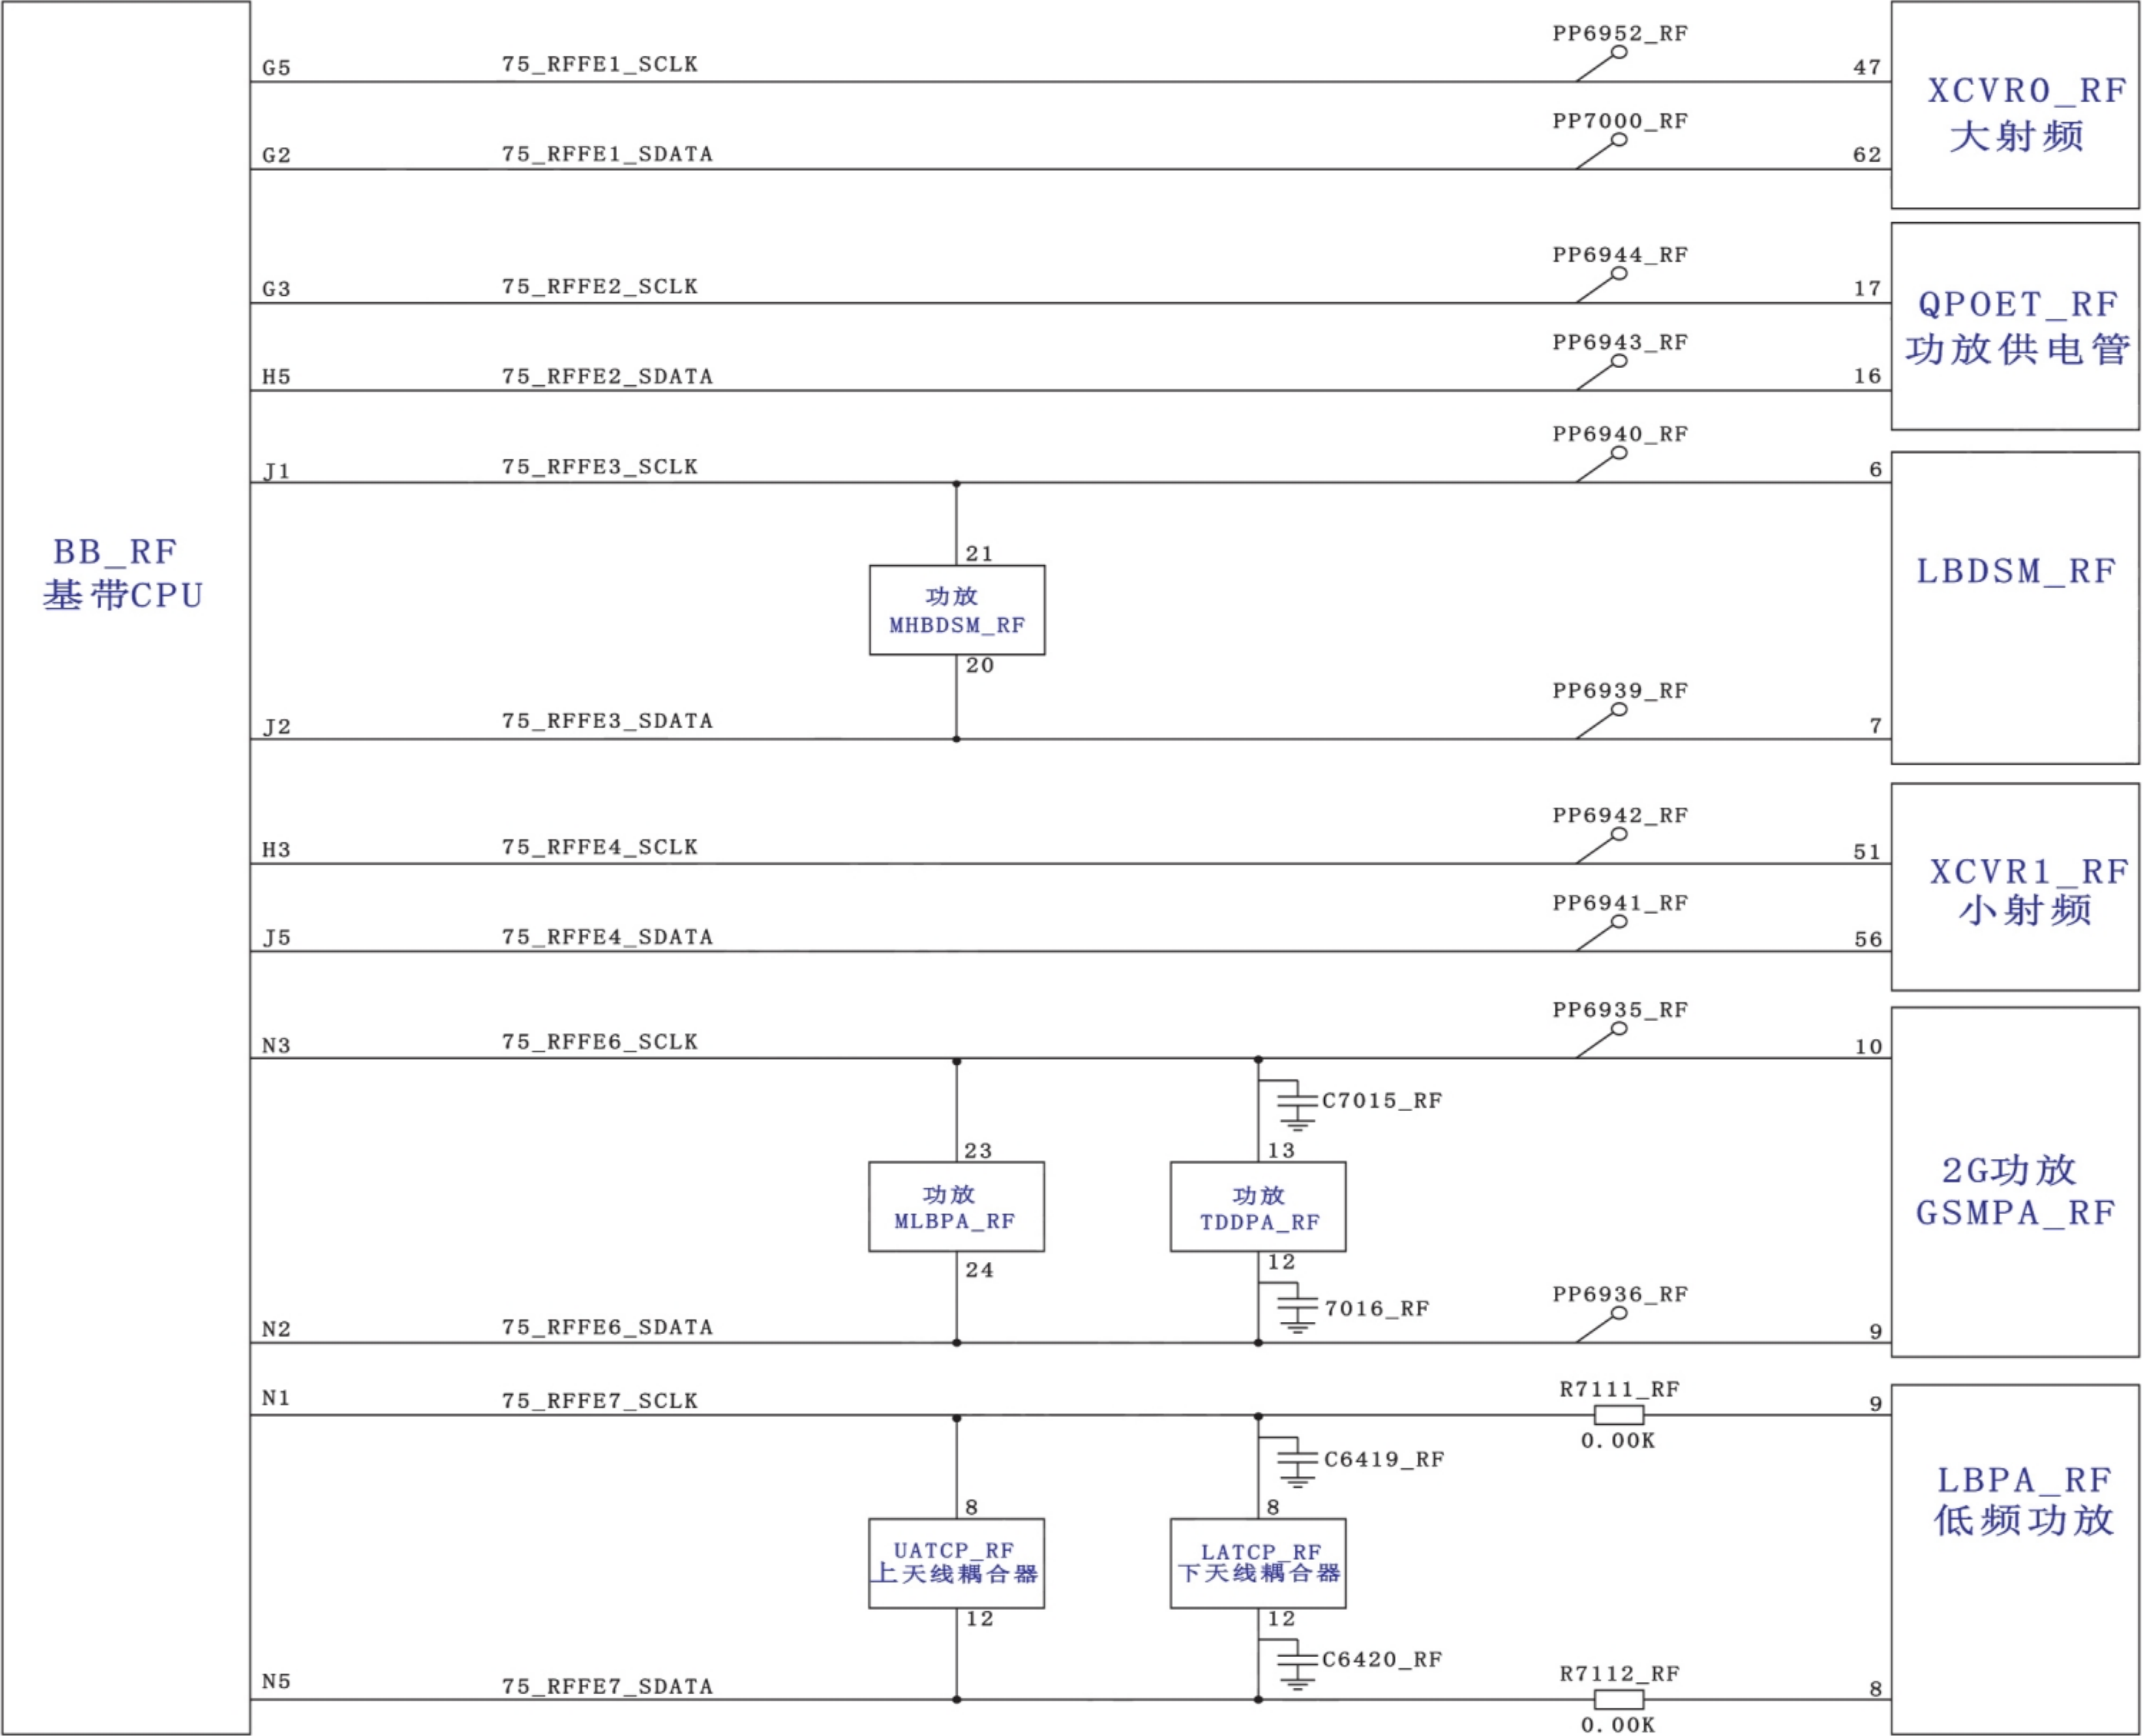 PP6952_RF
G5
75_RFFE1_SCLK
47
XCVR0_RF
大射频
PP7000_RF
G2
75_RFFE1_SDATA
62
PP6944_RF
G3
75_RFFE2_SCLK
17
QPOET_RF
功放供电管
PP6943_RF
H5
75_RFFE2_SDATA
16
PP6940_RF
J1
75_RFFE3_SCLK
6
BB_RF
基带CPU
21
功放
MHBDSM_RF
20
LBDSM_RF
PP6939_RF
J2
75_RFFE3_SDATA
7
PP6942_RF
H3
75_RFFE4_SCLK
51
XCVR1_RF
小射频
PP6941_RF
J5
75_RFFE4_SDATA
56
PP6935_RF
N3
75_RFFE6_SCLK
10
C7015_RF
23
功放
MLBPA_RF
24
13
功放
TDDPA_RF
12
7016_RF
2G功放
GSMPA_RF
PP6936_RF
N2
75_RFFE6_SDATA
9
N1
75_RFFE7_SCLK
R7111_RF
0.00K
9
C6419_RF
8
UATCP_RF
上天线耦合器
12
8
LATCP_RF
下天线耦合器
12
C6420_RF
LBPA_RF
低频功放
N5
75_RFFE7_SDATA
R7112_RF
0.00K
8